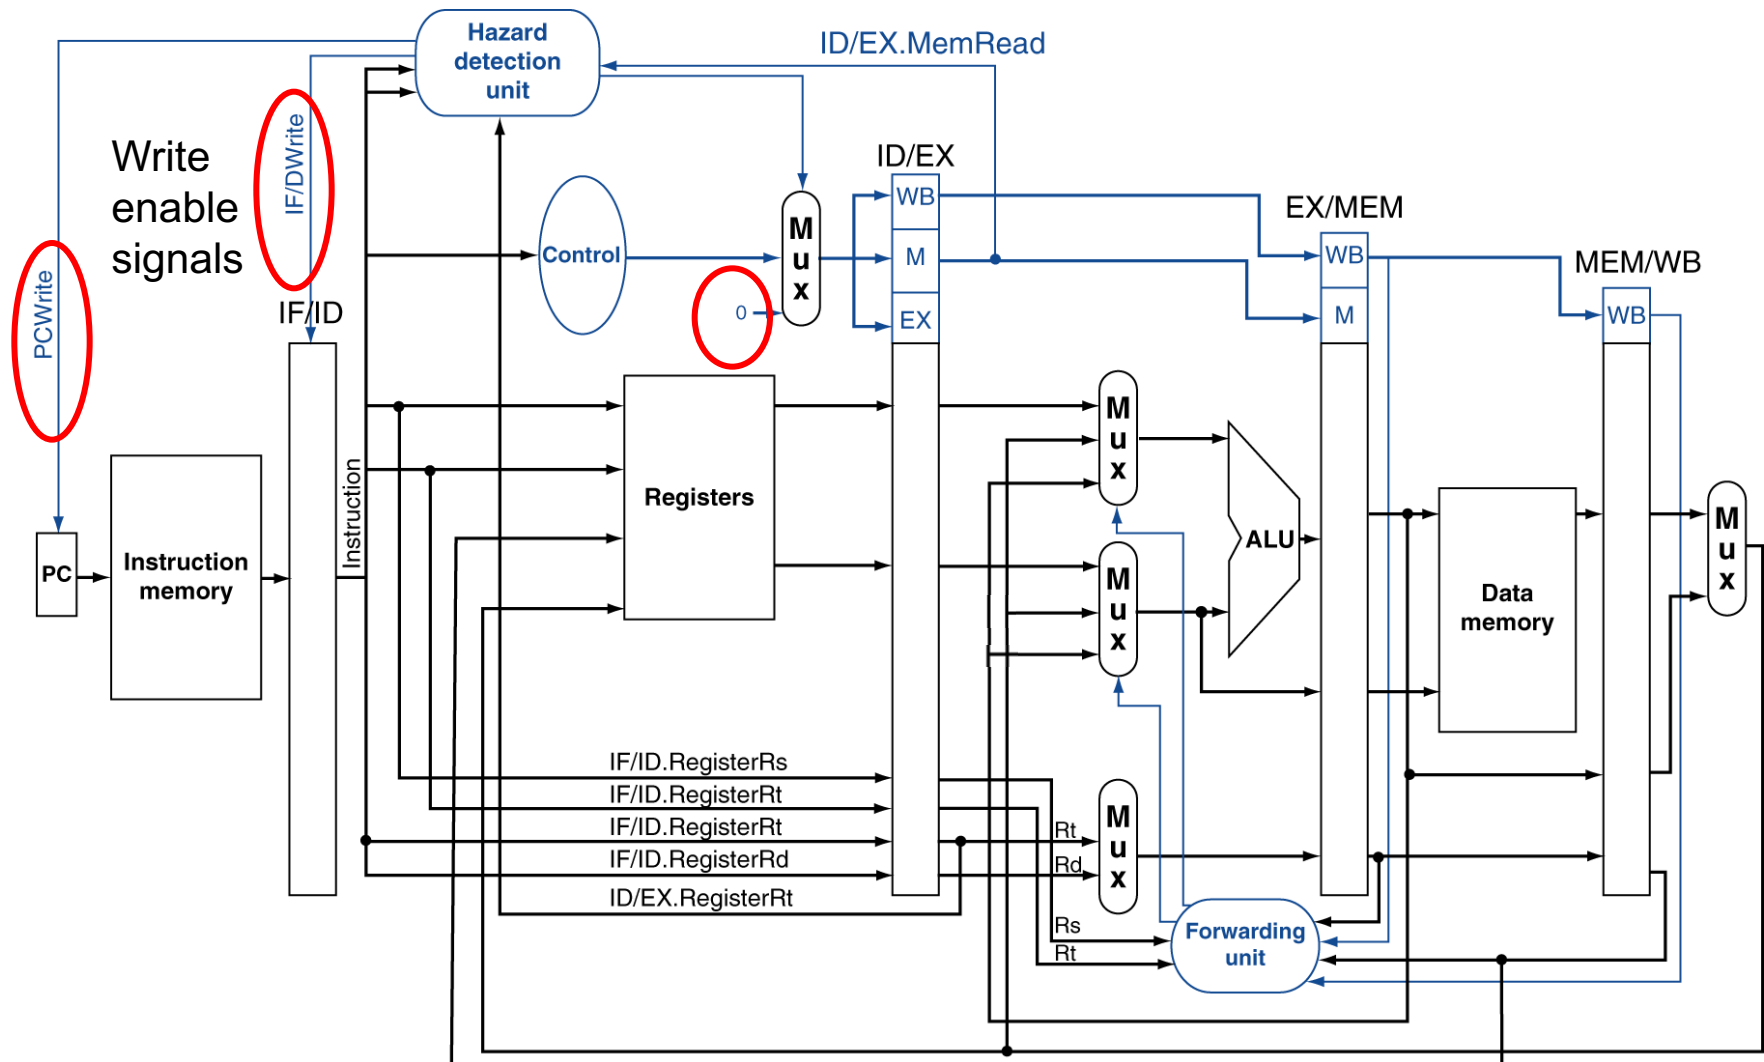 Hazard
detection
unit
ID/EX.MemRead
IF/DWrite
PCWrite
Write
enable
signals
IF/ID
ID/EX
EX/MEM
MEM/WB
Control
M
u
x
0
WB
M
EX
WB
M
WB
Instruction
PC
Instruction
memory
Registers
M
u
x
M
u
x
ALU
Data
memory
M
u
x
IF/ID.RegisterRs
IF/ID.RegisterRt
IF/ID.RegisterRt
IF/ID.RegisterRd
ID/EX.RegisterRt
Rt
Rd
M
u
x
Rs
Rt
Forwarding
unit